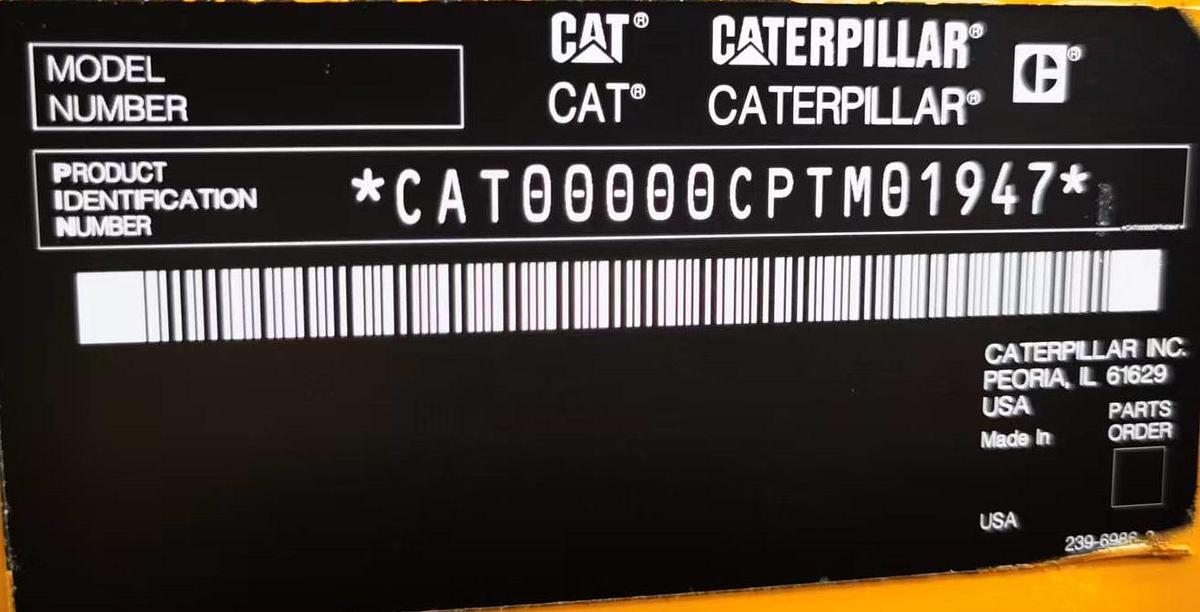 MODEL
NUMBER
CAT® CATERPILLAR® C®
CAT® CATERPILLAR®
PRODUCT
IDENTIFICATION
NUMBER
*CAT00000CPTM01947*
CATERPILLAR INC.
PEORIA, IL 61629
USA
PARTS
ORDER
Made in
USA